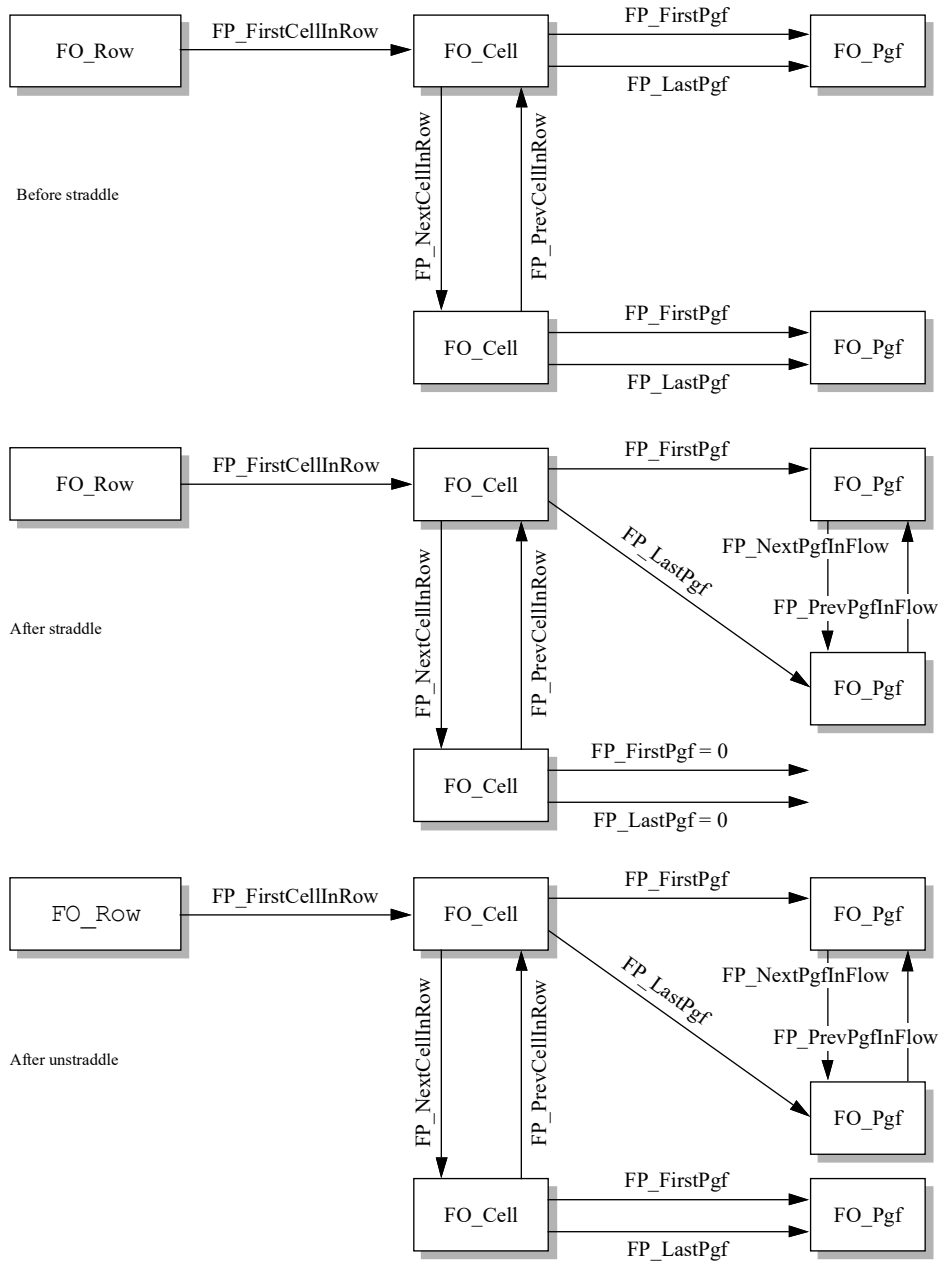 FP_FirstPgf
FP_FirstCellInRow
FO_Row
FO_Cell
FO_Pgf
FP_LastPgf
FP_NextCellInRow
FP_PrevCellInRow
Before straddle
FP_FirstPgf
FO_Cell
FO_Pgf
FP_LastPgf
FP_FirstPgf
FP_FirstCellInRow
FO_Row
FO_Cell
FO_Pgf
FP_LastPgf
FP_NextPgfInFlow
FP_NextCellInRow
FP_PrevCellInRow
FP_PrevPgfInFlow
After straddle
FO_Pgf
FP_FirstPgf = 0
FO_Cell
FP_LastPgf = 0
FP_FirstPgf
FP_FirstCellInRow
FO_Row
FO_Cell
FO_Pgf
FP_LastPgf
FP_NextPgfInFlow
FP_NextCellInRow
FP_PrevCellInRow
FP_PrevPgfInFlow
After unstraddle
FO_Pgf
FP_FirstPgf
FO_Cell
FO_Pgf
FP_LastPgf